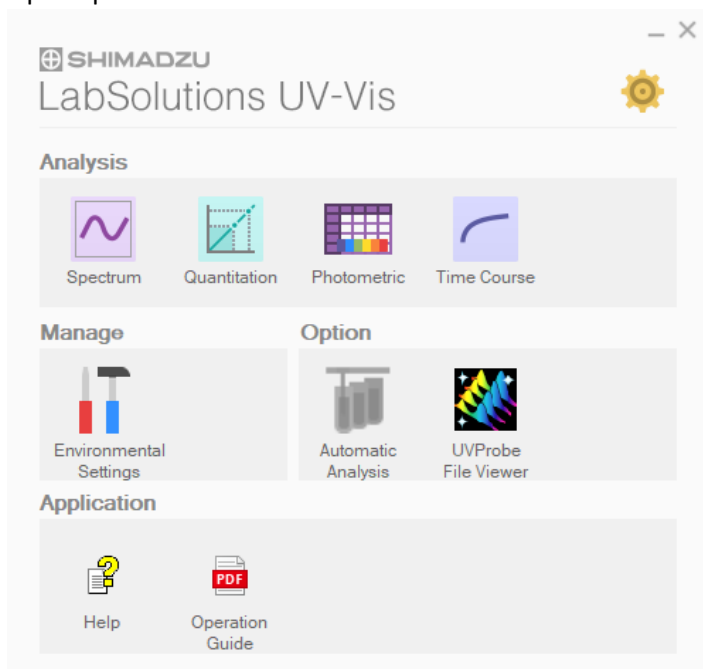 SHIMADZU
LabSolutions UV-Vis
Analysis
Spectrum
Quantitation
Photometric
Time Course
Manage
Option
Environmental
Settings
Automatic
Analysis
UVProbe
File Viewer
Application
PDF
Help
Operation
Guide